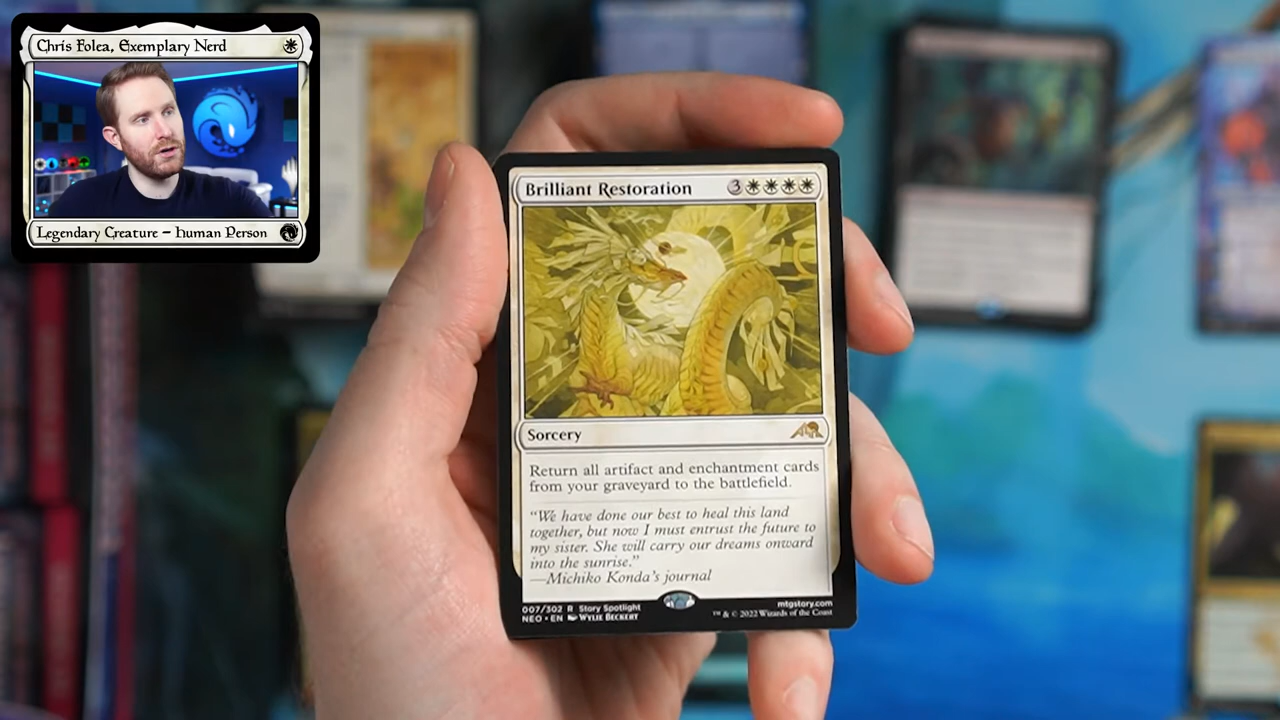 Chris Folea, Exemplary Nerd
Legendary Creature – Human Person
Brilliant Restoration 3
Sorcery
Return all artifact and enchantment cards
from your graveyard to the battlefield.
"We have done our best to heal this land
together, but now I must entrust the future to
my sister. She will carry our dreams onward
into the sunrise."
—Michiko Konda's journal
007/302 R Story Spotlight
NEO • EN Wylie Beckert
mtgstory.com
™ & © 2022 Wizards of the Coast